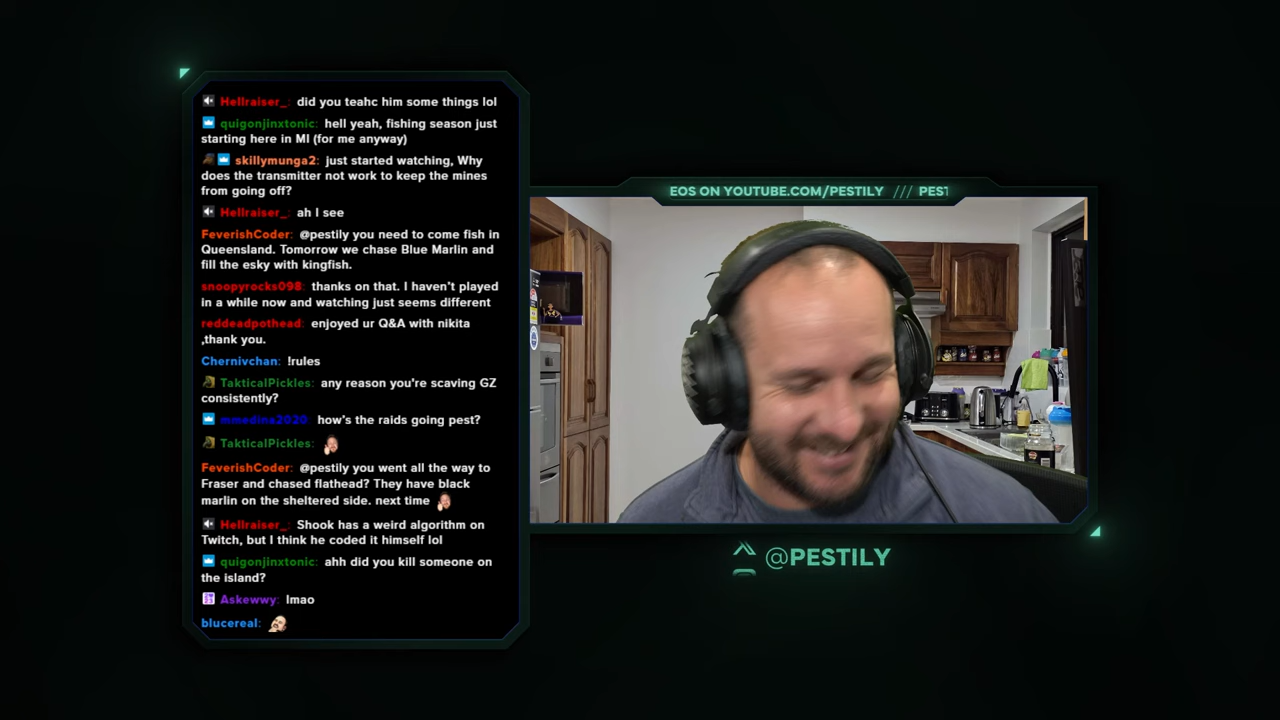 Hellraiser_: did you teahc him some things lol
quigonjinxtonic: hell yeah, fishing season just
starting here in MI (for me anyway)
skillymunga2: just started watching, Why
does the transmitter not work to keep the mines
from going off?
Hellraiser_: ah I see
FeverishCoder: @pestily you need to come fish in
Queensland. Tomorrow we chase Blue Marlin and
fill the esky with kingfish.
snoopyrocks098: thanks on that. I haven't played
in a while now and watching just seems different
reddeadpothead: enjoyed ur Q&A with nikita
,thank you.
Chernivchan: !rules
TakticalPickles: any reason you're scaving GZ
consistently?
mmedina2020: how's the raids going pest?
TakticalPickles:
FeverishCoder: @pestily you went all the way to
Fraser and chased flathead? They have black
marlin on the sheltered side. next time
Hellraiser_: Shook has a weird algorithm on
Twitch, but I think he coded it himself lol
quigonjinxtonic: ahh did you kill someone on
the island?
Askewwy: lmao
blucereal:
EOS ON YOUTUBE.COM/PESTILY /// PEST
@PESTILY